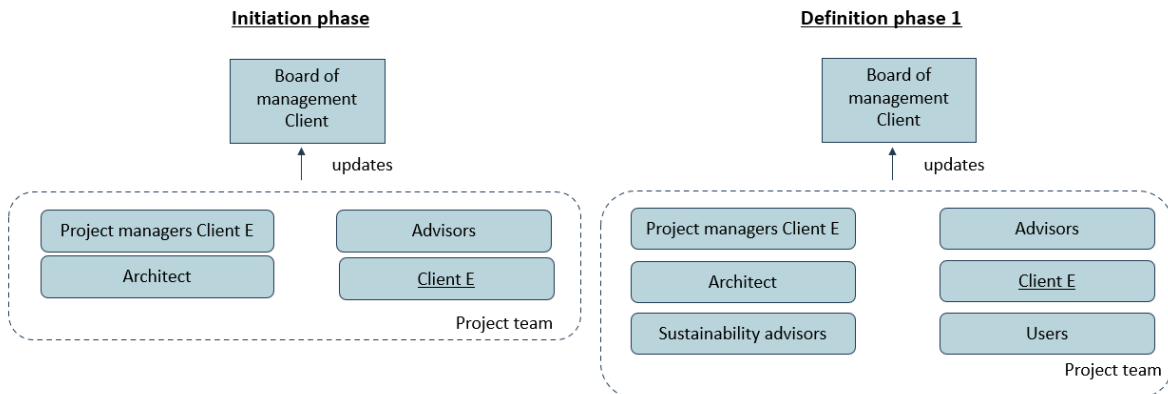 Initiation phase
Board of
management
Client
updates
Project managers Client E
Advisors
Architect
Client E
Project team
Definition phase 1
Board of
management
Client
updates
Project managers Client E
Advisors
Architect
Client E
Sustainability advisors
Users
Project team